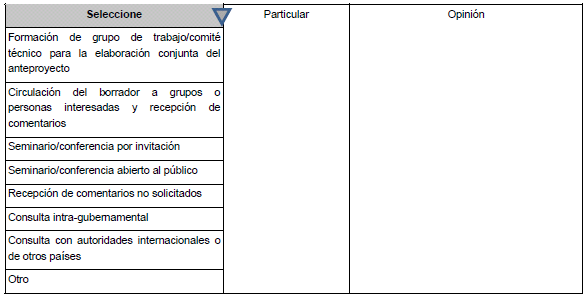 Seleccione
Particular
Opinión
Formación de grupo de trabajo/comité
técnico para la elaboración conjunta del
anteproyecto
Circulación del borrador a grupos o
personas interesadas y recepción de
comentarios
Seminario/conferencia por invitación
Seminario/conferencia abierto al público
Recepción de comentarios no solicitados
Consulta intra-gubernamental
Consulta con autoridades internacionales o
de otros países
Otro